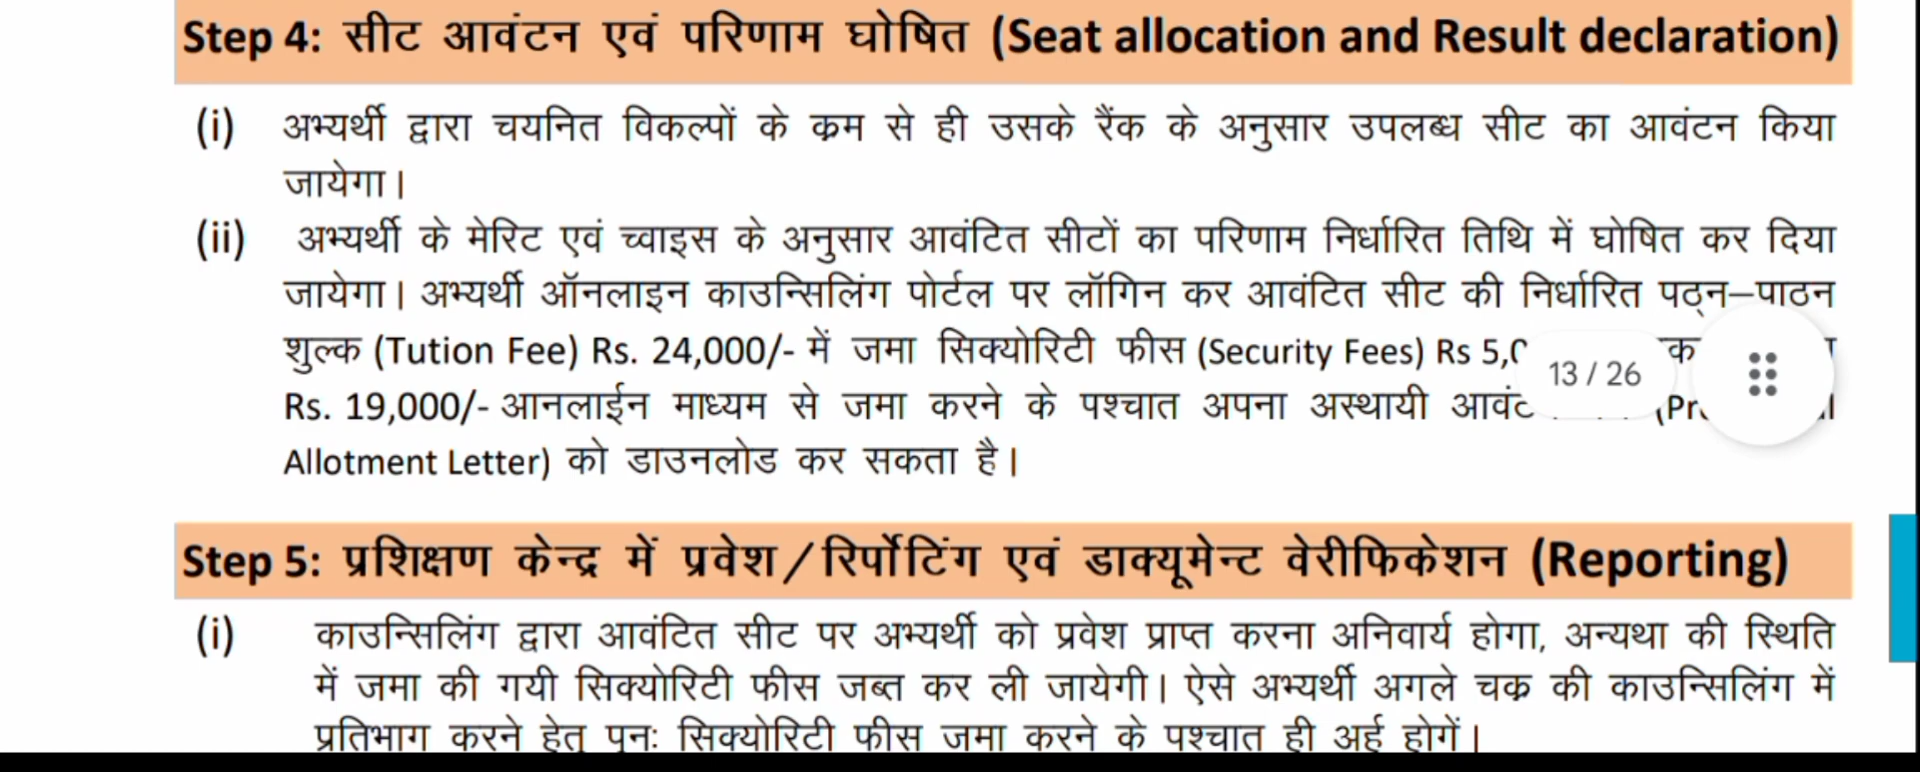 Step 4: सीट आवंटन एवं परिणाम घोषित (Seat allocation and Result declaration)
(i) अभ्यर्थी द्वारा चयनित विकल्पों के क्रम से ही उसके रैंक के अनुसार उपलब्ध सीट का आवंटन किया
जायेगा।
(ii) अभ्यर्थी के मेरिट एवं च्वाइस के अनुसार आवंटित सीटों का परिणाम निर्धारित तिथि में घोषित कर दिया
जायेगा। अभ्यर्थी ऑनलाइन काउन्सिलिंग पोर्टल पर लॉगिन कर आवंटित सीट की निर्धारित पठ्न–पाठन
शुल्क (Tution Fee) Rs. 24,000/- में जमा सिक्योरिटी फीस (Security Fees) Rs
13 / 26
Rs. 19,000/- आनलाईन माध्यम से जमा करने के पश्चात अपना अस्थायी
Allotment Letter) को डाउनलोड कर सकता है।
Step 5: प्रशिक्षण केन्द्र में प्रवेश/रिर्पोटिंग एवं डाक्यूमेन्ट वेरीफिकेशन (Reporting)
(i) काउन्सिलिंग द्वारा आवंटित सीट पर अभ्यर्थी को प्रवेश प्राप्त करना अनिवार्य होगा, अन्यथा की स्थिति
में जमा की गयी सिक्योरिटी फीस जब्त कर ली जायेगी। ऐसे अभ्यर्थी अगले चक्र की काउन्सिलिंग में
प्रतिभाग करने हेतु पुनः सिक्योरिटी फीस जमा करने के पश्चात ही अर्ह होगें।